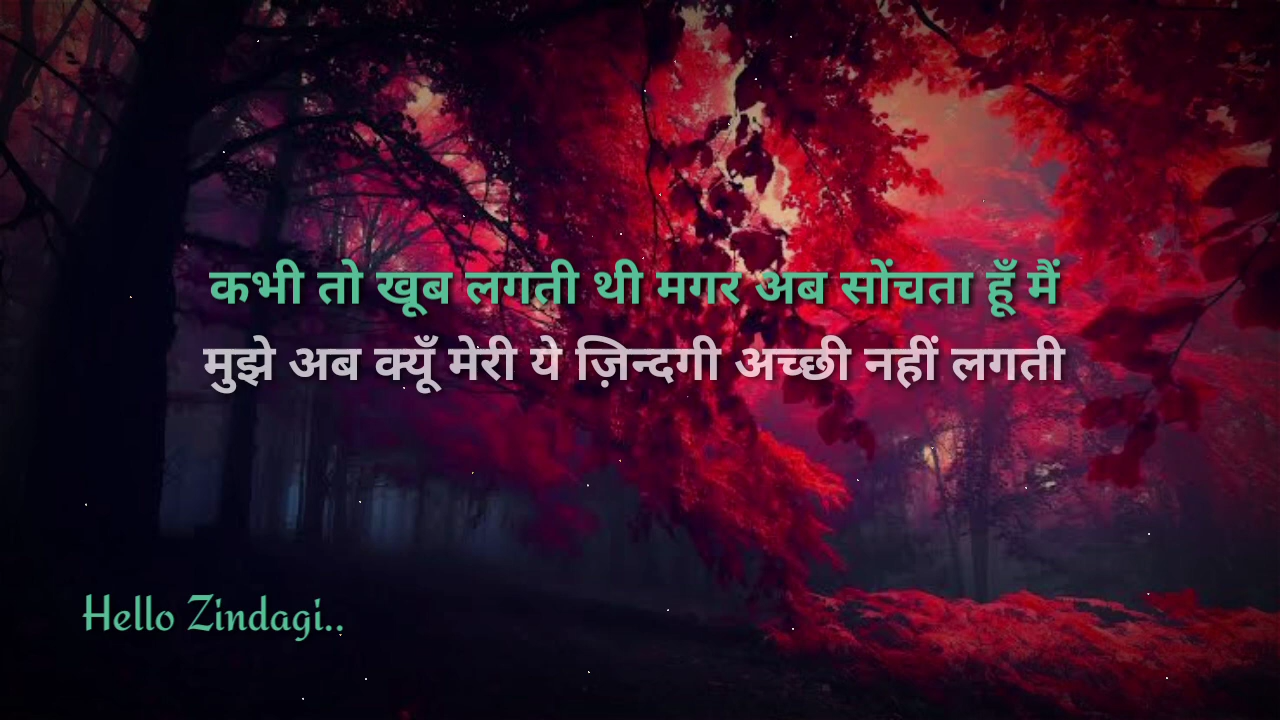 कभी तो खूब लगती थी मगर अब सोंचता हूँ मैं
मुझे अब क्यूँ मेरी ये ज़िन्दगी अच्छी नहीं लगती
Hello Zindagi..